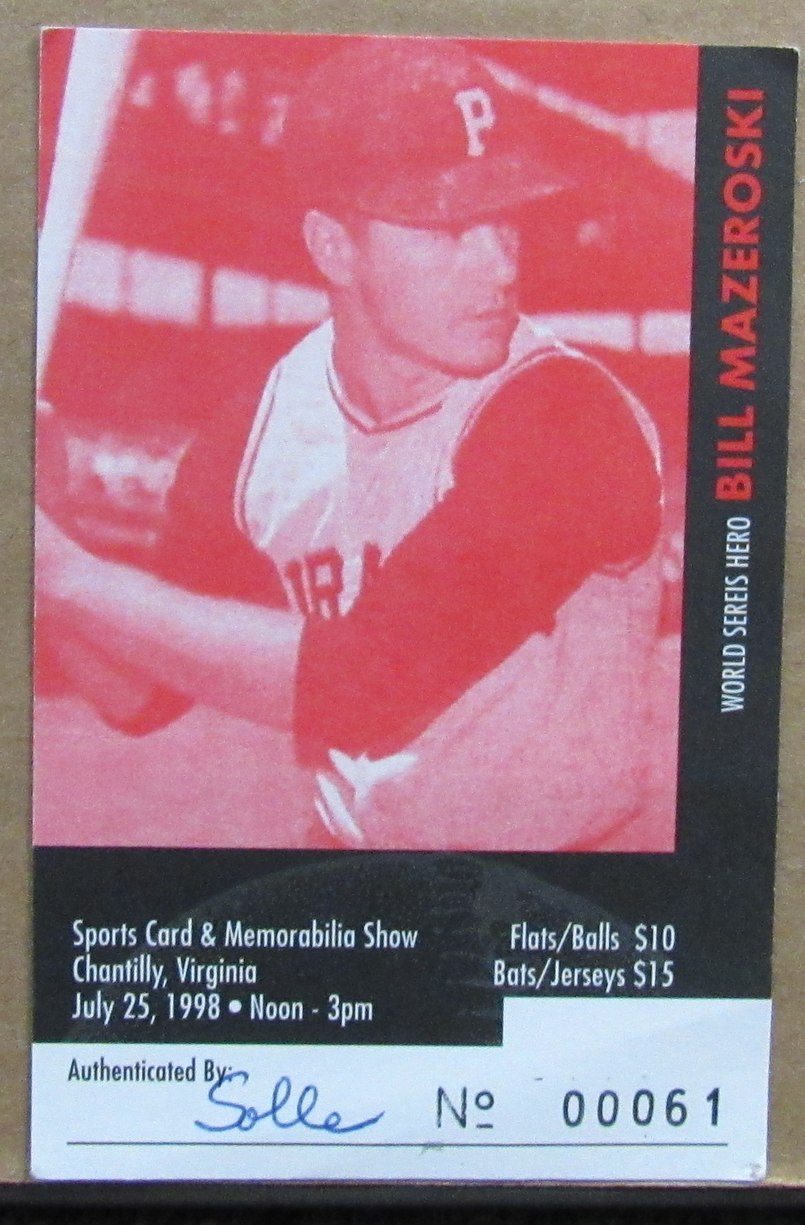 P
IRA
WORLD SEREIS HERO BILL MAZEROSKI
Sports Card & Memorabilia Show
Chantilly, Virginia
July 25, 1998 • Noon - 3pm
Flats/Balls $10
Bats/Jerseys $15
Authenticated By:
Solle
Nº 00061